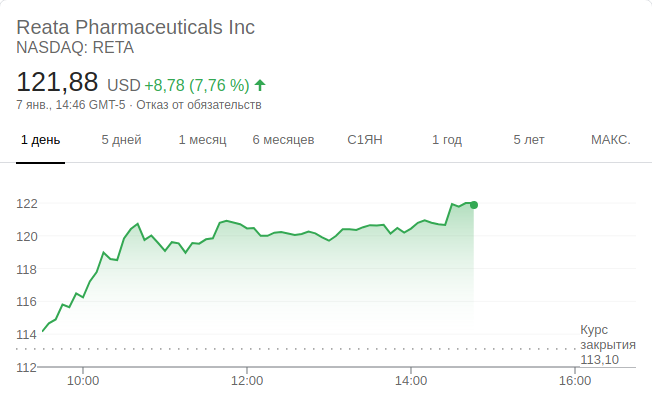 Reata Pharmaceuticals Inc
NASDAQ: RETA
121,88 USD +8,78 (7,76 %)
7 янв., 14:46 GMT-5 · Отказ от обязательств
1 день 5 дней 1 месяц 6 месяцев С1ЯН 1 год 5 лет МАКС.
122
120
118
116
114
Курс
закрытия
113,10
112
10:00 12:00 14:00 16:00